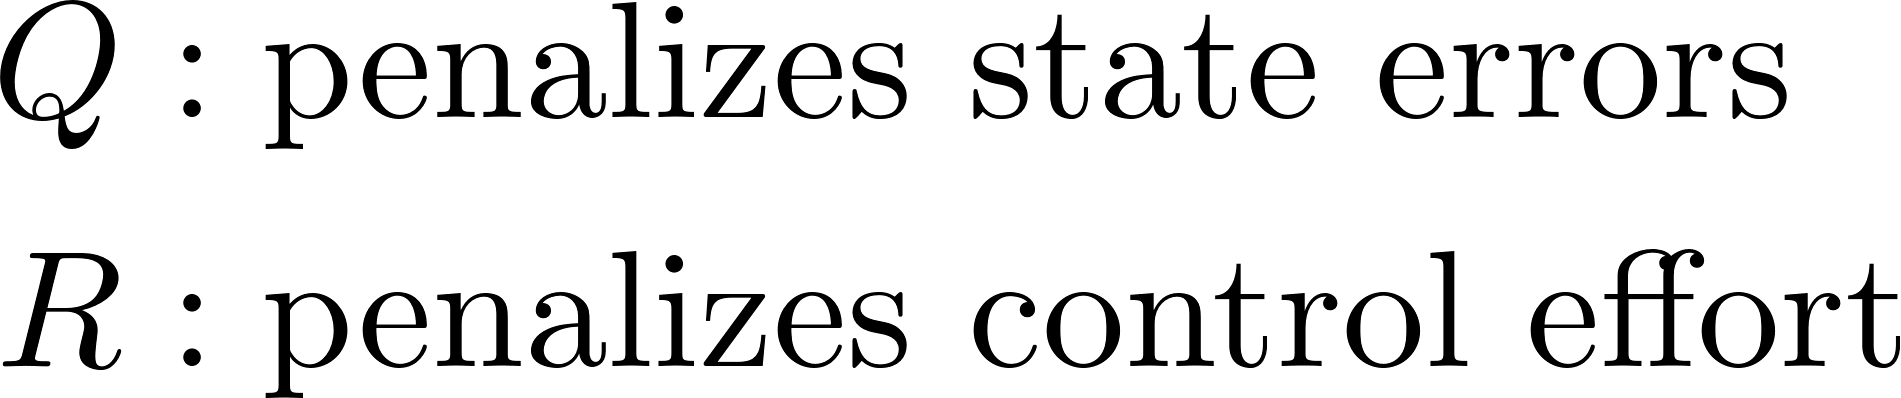 Q : penalizes state errors
R : penalizes control effort